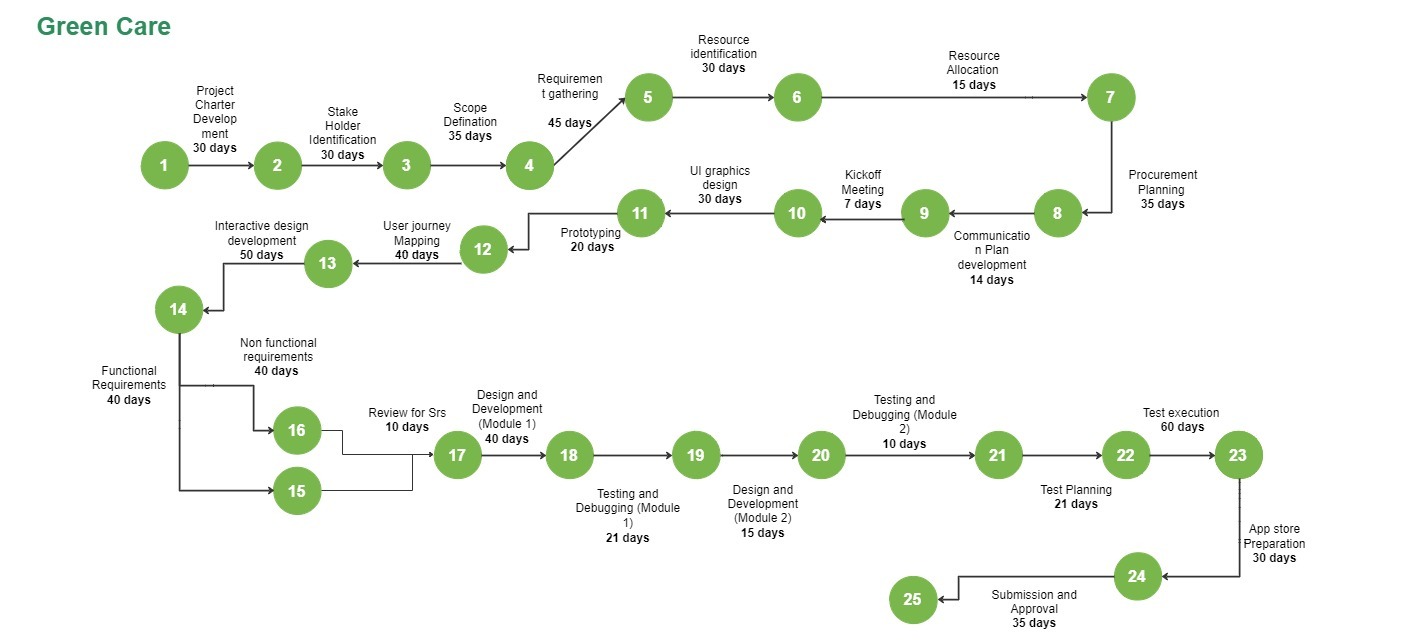 Green Care
Project
Charter
Develop
ment
30 days
Stake
Holder
Identification
30 days
Scope
Defination
35 days
Requiremen
t gathering
45 days
Resource
identification
30 days
Resource
Allocation
15 days
1
2
3
4
5
6
7
Procurement
Planning
35 days
8
Communicatio
n Plan
development
14 days
9
Kickoff
Meeting
7 days
10
UI graphics
design
30 days
11
Prototyping
20 days
12
User journey
Mapping
40 days
13
Interactive design
development
50 days
14
Non functional
requirements
40 days
Functional
Requirements
40 days
16
15
Review for Srs
10 days
17
Design and
Development
(Module 1)
40 days
18
Testing and
Debugging (Module
1)
21 days
19
Design and
Development
(Module 2)
15 days
20
Testing and
Debugging (Module
2)
10 days
21
Test Planning
21 days
22
Test execution
60 days
23
App store
Preparation
30 days
24
Submission and
Approval
35 days
25